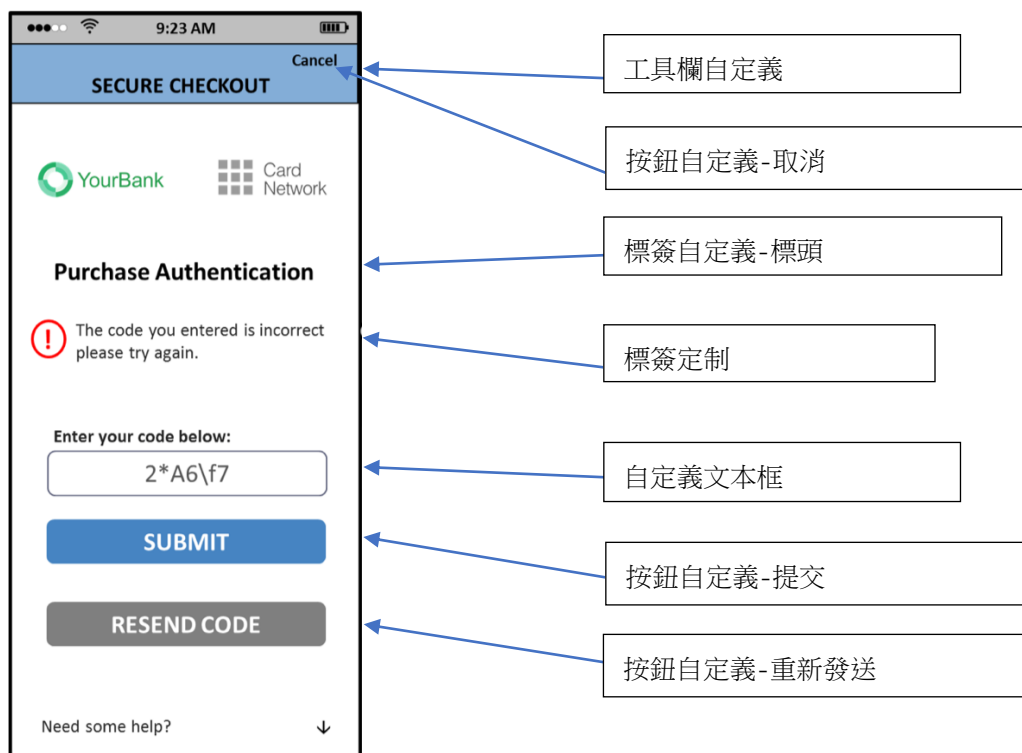 9:23 AM
Cancel
SECURE CHECKOUT
YourBank
Card
Network
Purchase Authentication
The code you entered is incorrect
please try again.
Enter your code below:
2*A6\f7
SUBMIT
RESEND CODE
Need some help?
工具欄自定義
按鈕自定義-取消
標簽自定義-標頭
標簽定制
自定義文本框
按鈕自定義-提交
按鈕自定義-重新發送